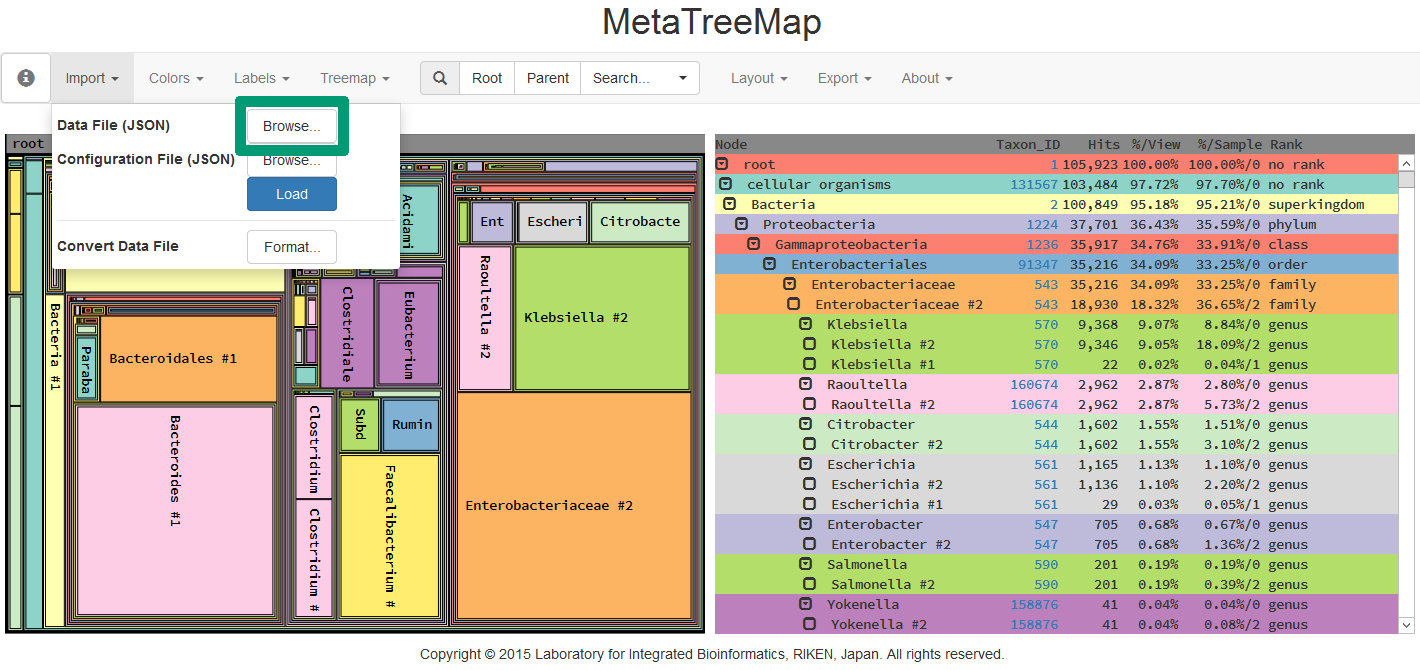 MetaTreeMap
Import Colors Labels Treemap Root Parent Search... Layout Export About
Data File (JSON) Browse...
Configuration File (JSON) Browse...
Load
Convert Data File Format...
root
Acidami
Ent
Escheri
Citrobacte
Raoultella #2
Klebsiella #2
Bacteria #1
Clostridiale
Eubacterium
Bacteroidales #1
Paraba
Bacteroides #1
Clostridium
Clostridium #
Subd
Rumin
Faecalibacterium #
Enterobacteriaceae #2
Node Taxon_ID Hits %/View %/Sample Rank
root 1 105,923 100.00% 100.00%/0 no rank
cellular organisms 131567 103,484 97.72% 97.70%/0 no rank
Bacteria 2 100,849 95.18% 95.21%/0 superkingdom
Proteobacteria 1224 37,701 36.43% 35.59%/0 phylum
Gammaproteobacteria 1236 35,917 34.76% 33.91%/0 class
Enterobacteriales 91347 35,216 34.09% 33.25%/0 order
Enterobacteriaceae 543 35,216 34.09% 33.25%/0 family
Enterobacteriaceae #2 543 18,930 18.32% 36.65%/2 family
Klebsiella 570 9,368 9.07% 8.84%/0 genus
Klebsiella #2 570 9,346 9.05% 18.09%/2 genus
Klebsiella #1 570 22 0.02% 0.04%/1 genus
Raoultella 160674 2,962 2.87% 2.80%/0 genus
Raoultella #2 160674 2,962 2.87% 5.73%/2 genus
Citrobacter 544 1,602 1.55% 1.51%/0 genus
Citrobacter #2 544 1,602 1.55% 3.10%/2 genus
Escherichia 561 1,165 1.13% 1.10%/0 genus
Escherichia #2 561 1,136 1.10% 2.20%/2 genus
Escherichia #1 561 29 0.03% 0.05%/1 genus
Enterobacter 547 705 0.68% 0.67%/0 genus
Enterobacter #2 547 705 0.68% 1.36%/2 genus
Salmonella 590 201 0.19% 0.19%/0 genus
Salmonella #2 590 201 0.19% 0.39%/2 genus
Yokenella 158876 41 0.04% 0.04%/0 genus
Yokenella #2 158876 41 0.04% 0.08%/2 genus
Copyright © 2015 Laboratory for Integrated Bioinformatics, RIKEN, Japan. All rights reserved.